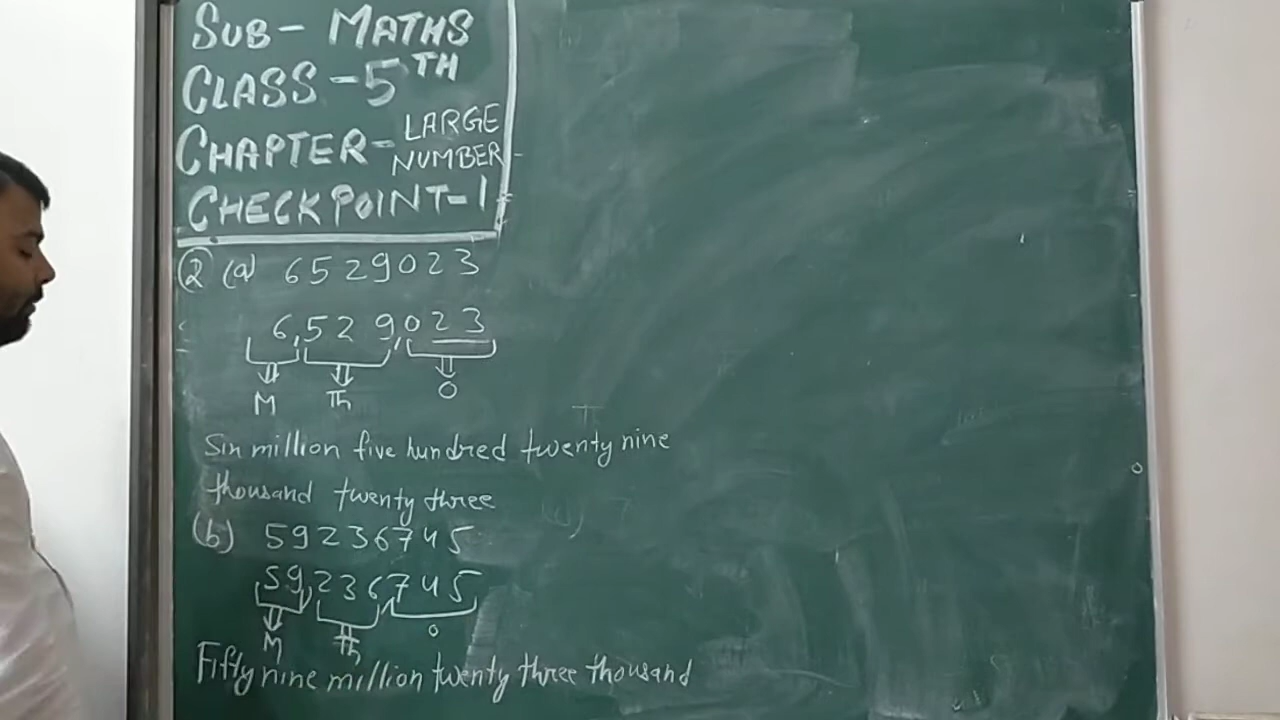 SUB - MATHS
CLASS - 5TH
CHAPTER - LARGE NUMBER
CHECKPOINT - 1
② (a) 6529023
6,529,023
M Th O
Sin million five hundred twenty nine
thousand twenty three
(b) 59236745
59,236,745
M Th O
Fifty nine million twenty three thousand